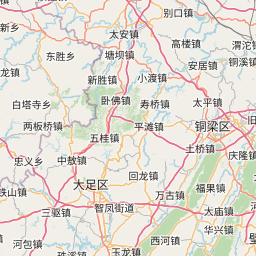 别口镇
新乡
太安镇
塘坝镇
高楼镇
渭沱
东胜乡
安居镇
铜溪镇
龙镇
新胜镇
小渡镇
卧佛镇
寿桥镇
太平镇
白塔寺乡
两板桥镇
平滩镇
铜梁区
五桂镇
旧
忠义乡
中敖镇
土桥镇
庆隆
大足区
回龙镇
铁山镇
万古镇
福果镇
三驱镇
智凤街道
大庙镇
河包镇
华兴镇
珠溪镇
玉龙镇
西河镇